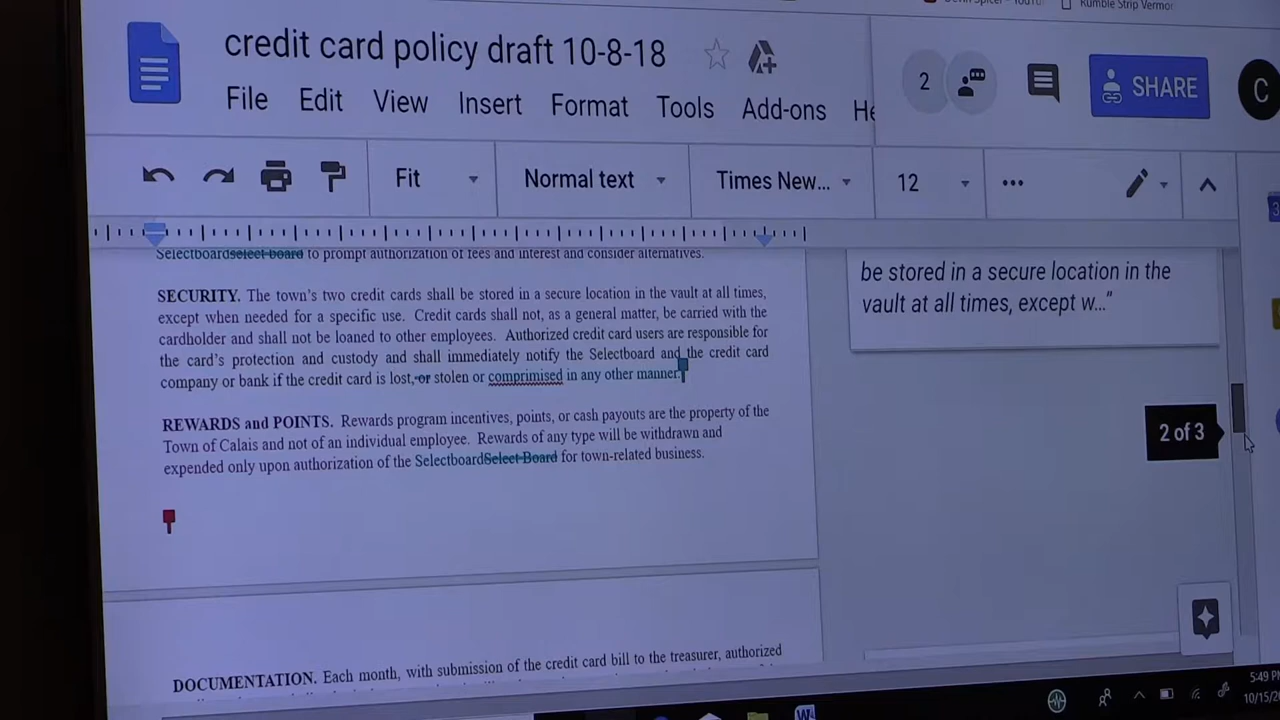 Rumble Strip Vermon
credit card policy draft 10-8-18
2
SHARE
C
File Edit View Insert Format Tools Add-ons He
Fit
Normal text
Times New...
12
Selectboardselect board to prompt authorization of fees and interest and consider alternatives.
SECURITY. The town's two credit cards shall be stored in a secure location in the vault at all times,
except when needed for a specific use. Credit cards shall not, as a general matter, be carried with the
cardholder and shall not be loaned to other employees. Authorized credit card users are responsible for
the card's protection and custody and shall immediately notify the Selectboard and the credit card
company or bank if the credit card is lost, or stolen or comprimised in any other manner.
REWARDS and POINTS. Rewards program incentives, points, or cash payouts are the property of the
Town of Calais and not of an individual employee. Rewards of any type will be withdrawn and
expended only upon authorization of the SelectboardSelect Board for town-related business.
be stored in a secure location in the
vault at all times, except w..."
2 of 3
DOCUMENTATION. Each month, with submission of the credit card bill to the treasurer, authorized
5:49 P
10/15/2